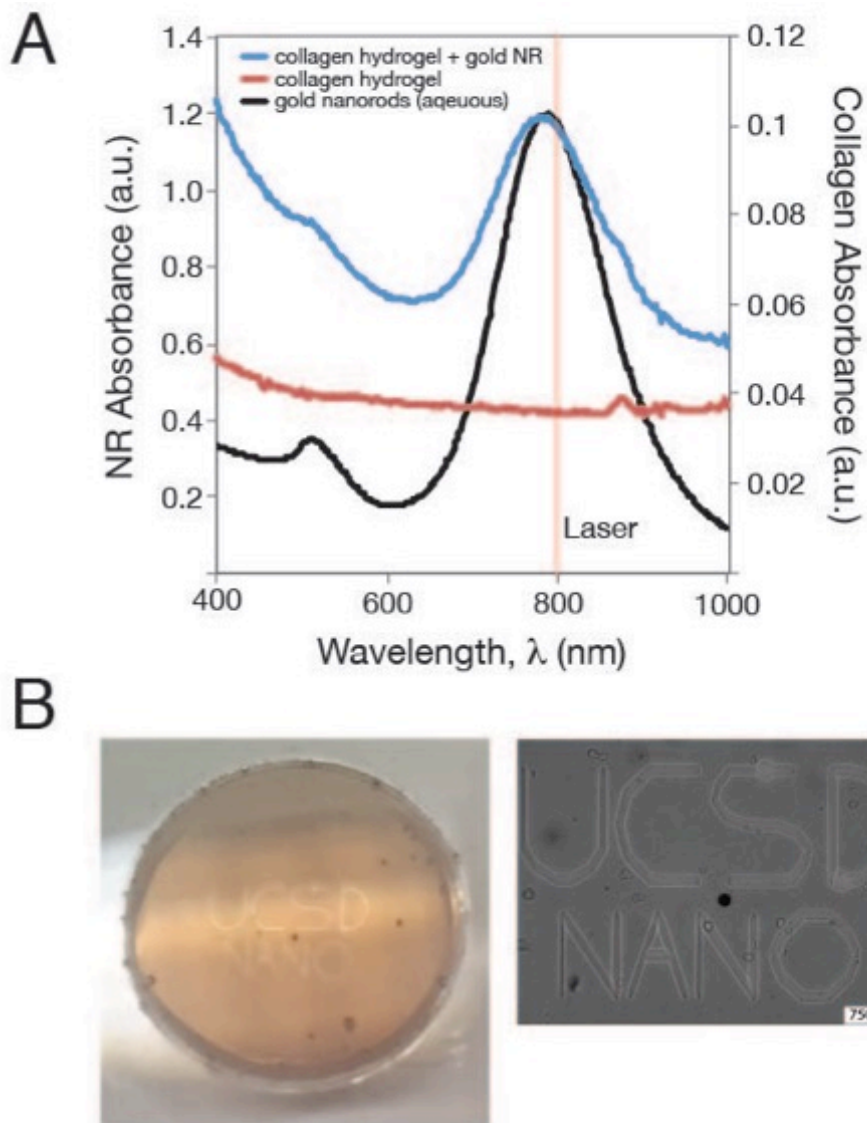 A
1.4
1.2
1.0
0.8
0.6
0.4
0.2
NR Absorbance (a.u.)
collagen hydrogel + gold NR
collagen hydrogel
gold nanorods (aqeuous)
0.12
0.1
0.08
0.06
0.04
0.02
Collagen Absorbance (a.u.)
Laser
400
600
800
1000
Wavelength, λ (nm)
B
UCSD
NANO
UCSD
NANO